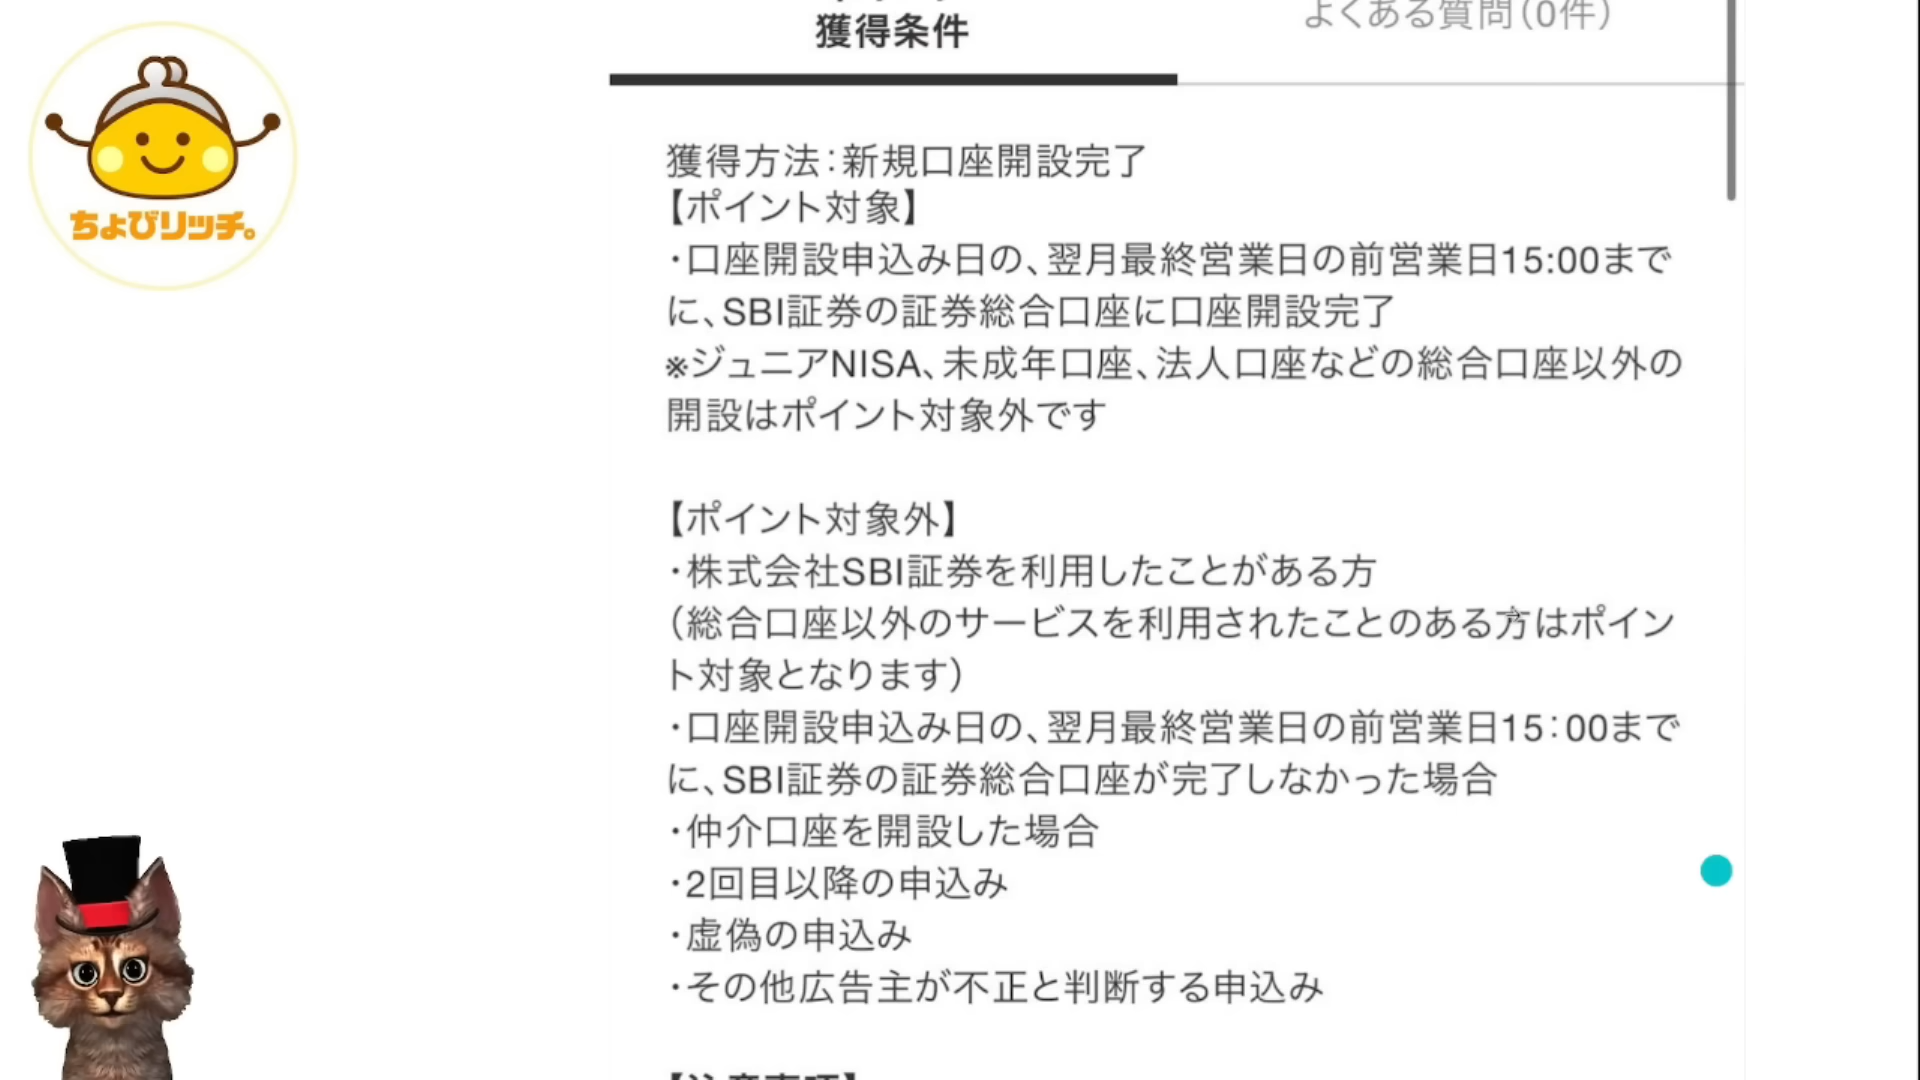 獲得条件
よくある質問（0件）
ちょびリッチ。
獲得方法：新規口座開設完了
【ポイント対象】
・口座開設申込み日の、翌月最終営業日の前営業日15:00まで
に、SBI証券の証券総合口座に口座開設完了
※ジュニアNISA、未成年口座、法人口座などの総合口座以外の
開設はポイント対象外です
【ポイント対象外】
・株式会社SBI証券を利用したことがある方
（総合口座以外のサービスを利用されたことのある方はポイン
ト対象となります）
・口座開設申込み日の、翌月最終営業日の前営業日15：00まで
に、SBI証券の証券総合口座が完了しなかった場合
・仲介口座を開設した場合
・2回目以降の申込み
・虚偽の申込み
・その他広告主が不正と判断する申込み